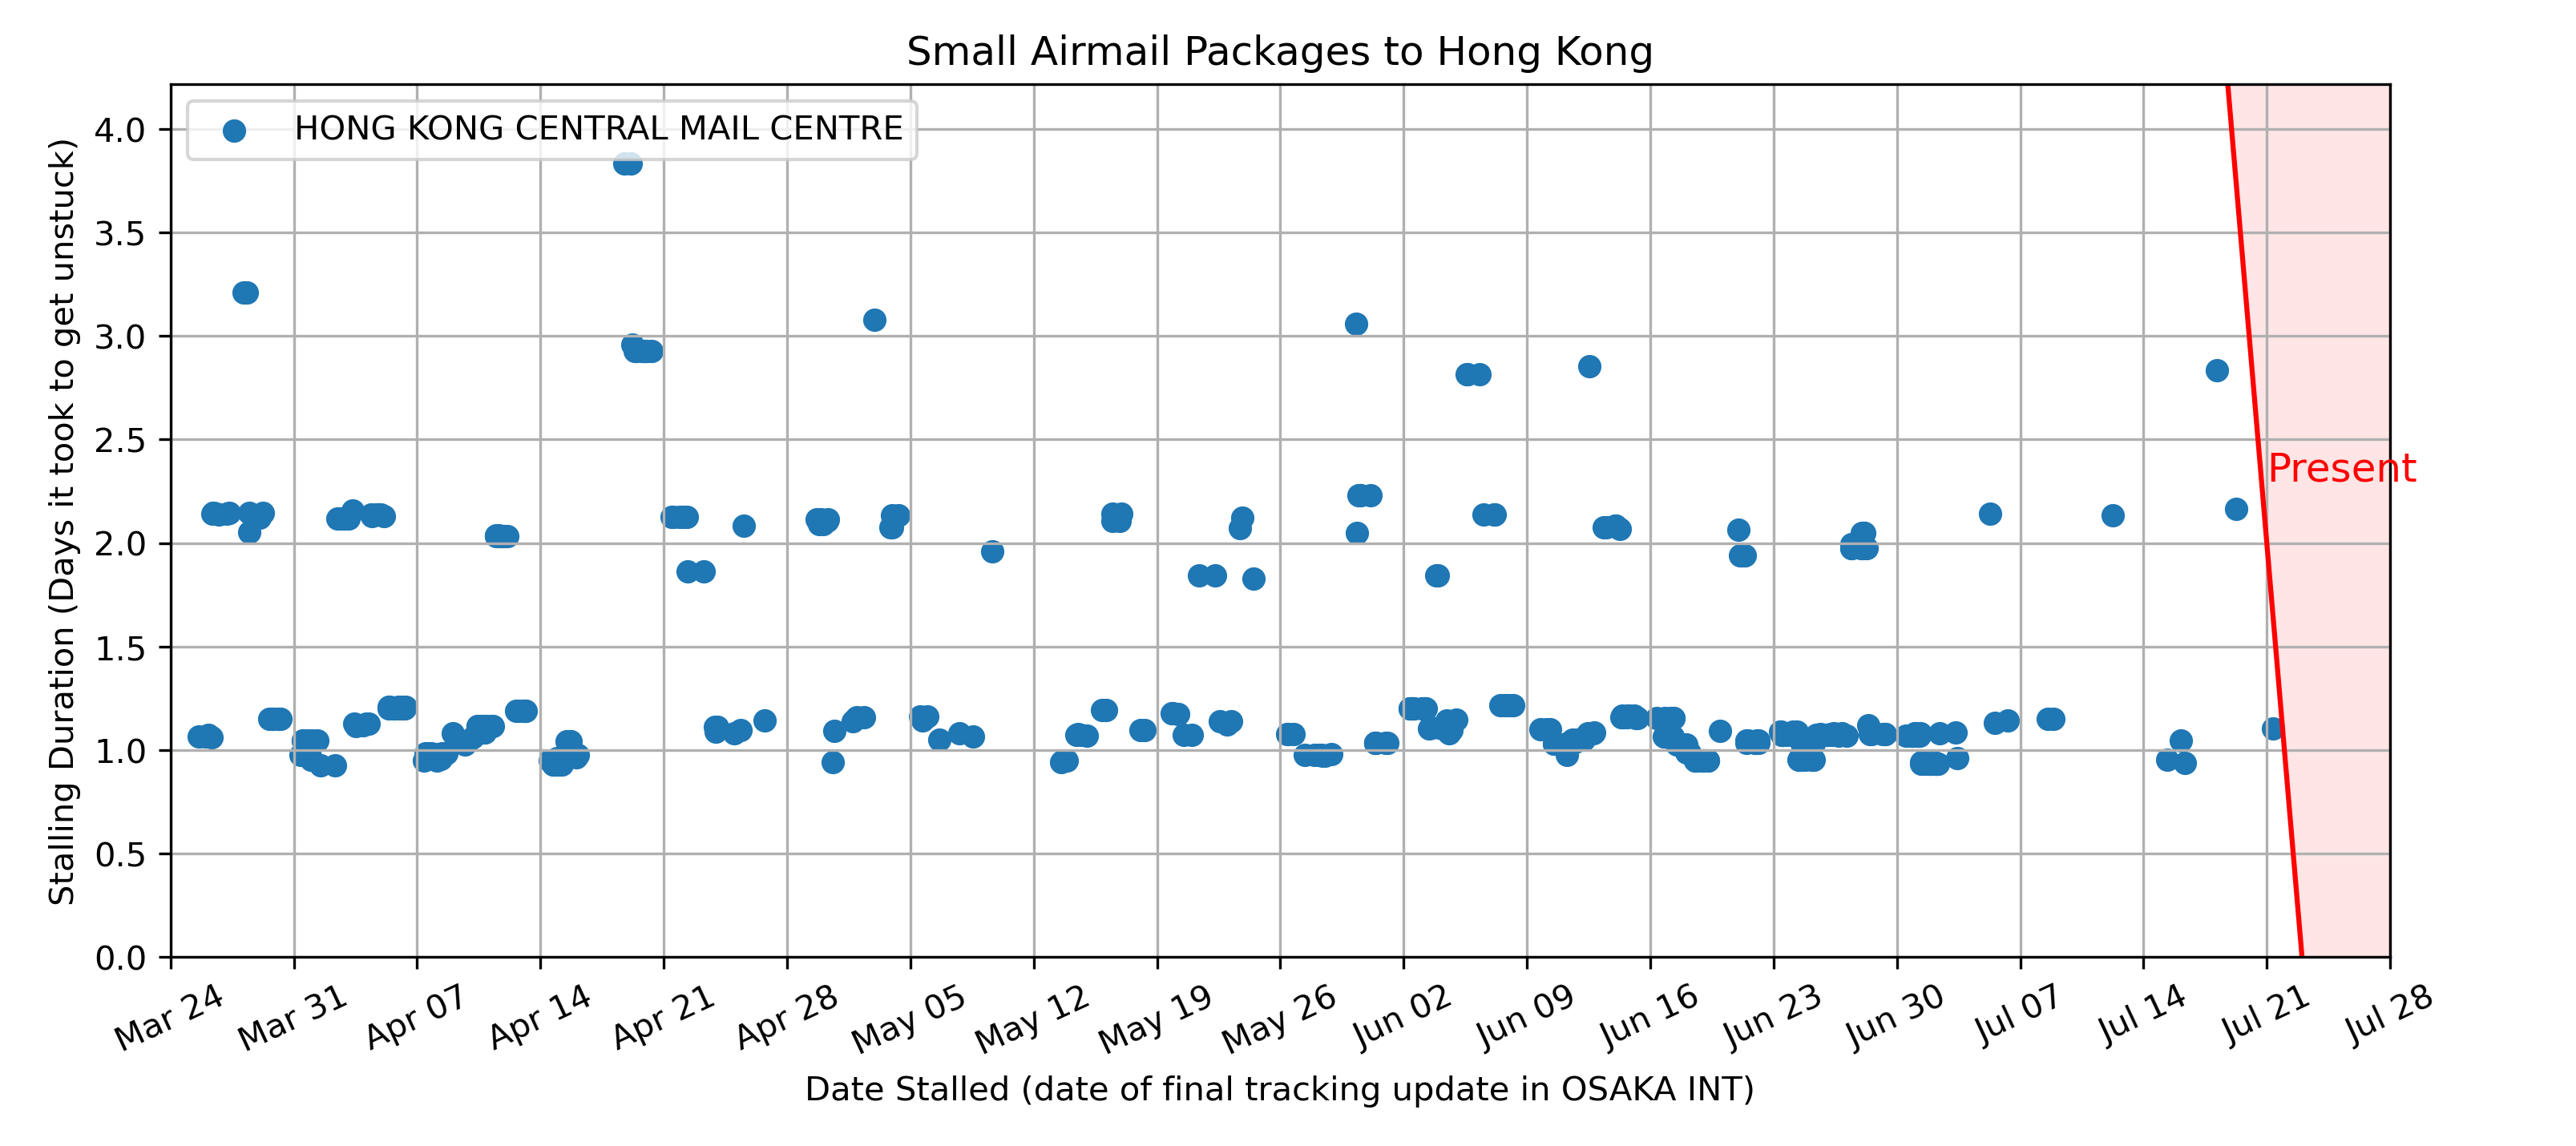 Small Airmail Packages to Hong Kong
HONG KONG CENTRAL MAIL CENTRE
Stalling Duration (Days it took to get unstuck)
4.0
3.5
3.0
2.5
2.0
1.5
1.0
0.5
0.0
Present
Mar 24
Mar 31
Apr 07
Apr 14
Apr 21
Apr 28
May 05
May 12
May 19
May 26
Jun 02
Jun 09
Jun 16
Jun 23
Jun 30
Jul 07
Jul 14
Jul 21
Jul 28
Date Stalled (date of final tracking update in OSAKA INT)